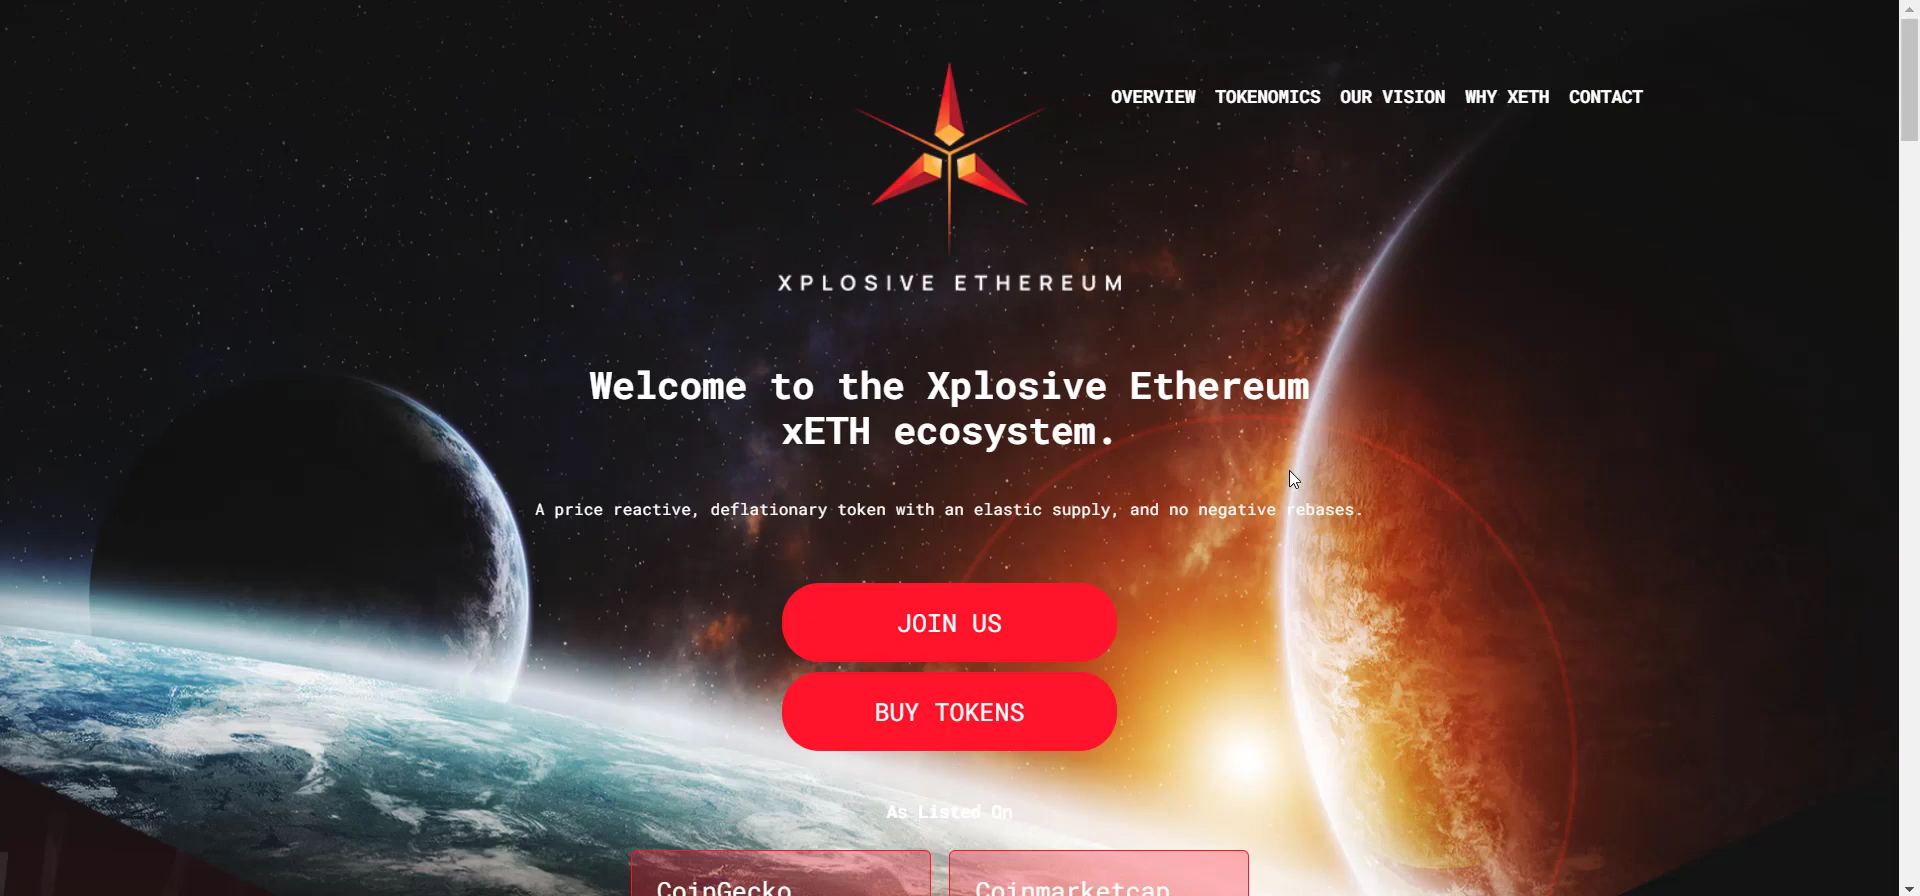 OVERVIEW TOKENOMICS OUR VISION WHY XETH CONTACT
XPLOSIVE ETHEREUM
Welcome to the Xplosive Ethereum
xETH ecosystem.
A price reactive, deflationary token with an elastic supply, and no negative rebases.
JOIN US
BUY TOKENS
As Listed On
CoinGecko
Coinmarketcap